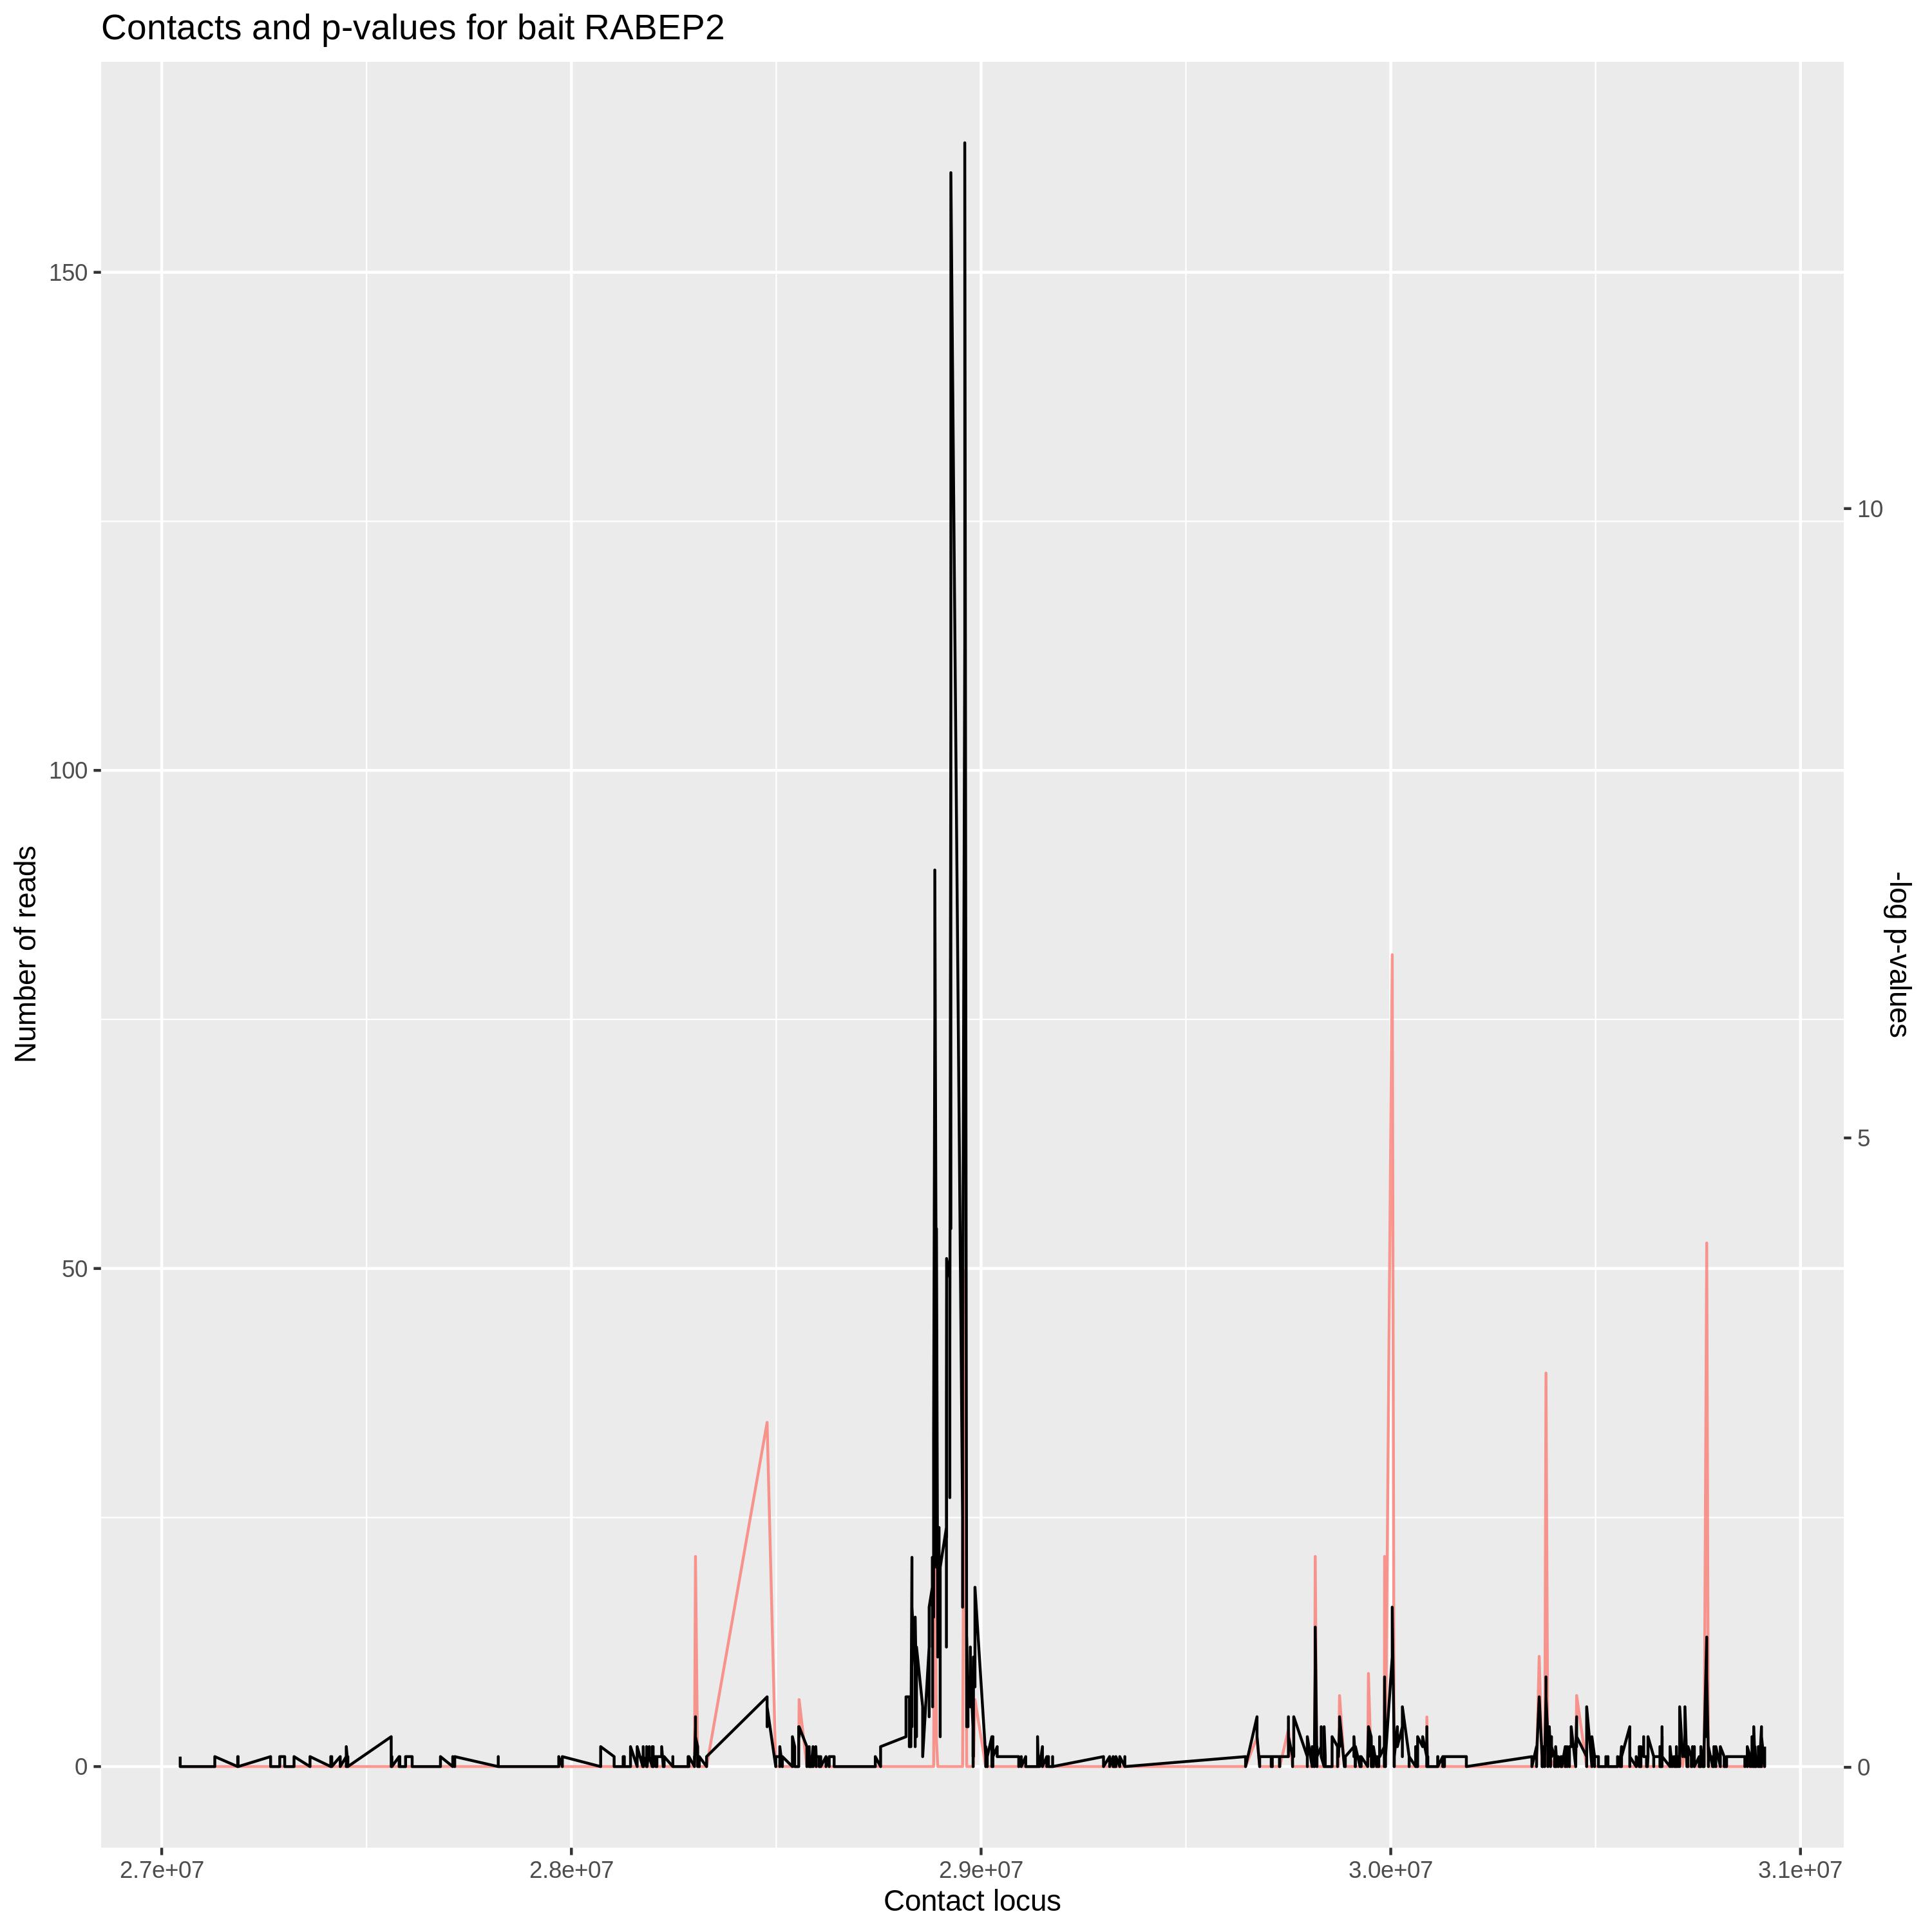 Contacts and p-values for bait RABEP2
150
100
50
0
Number of reads
10
5
0
-log p-values
2.7e+07
2.8e+07
2.9e+07
3.0e+07
3.1e+07
Contact locus